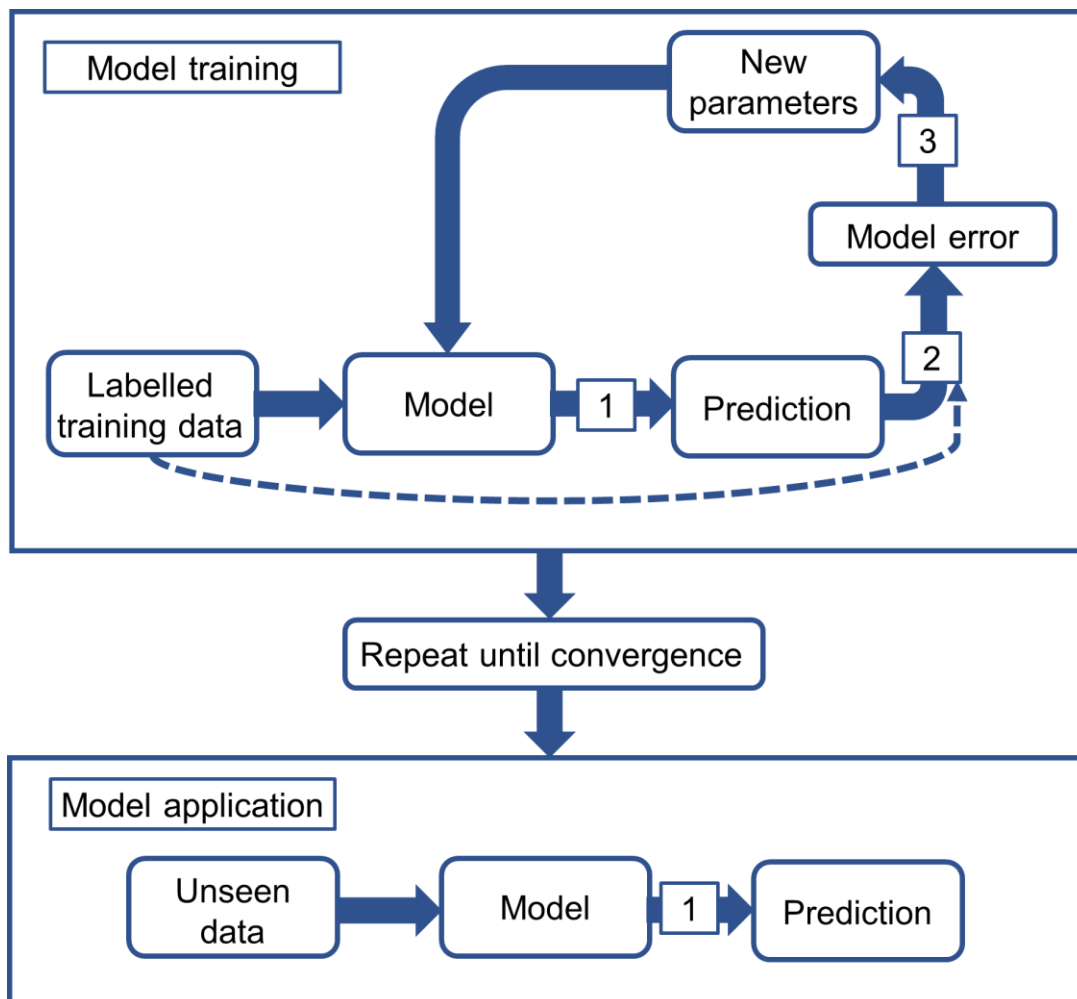 Model training
New
parameters
3
Model error
2
Labelled
training data
Model
1
Prediction
Repeat until convergence
Model application
Unseen
data
Model
1
Prediction